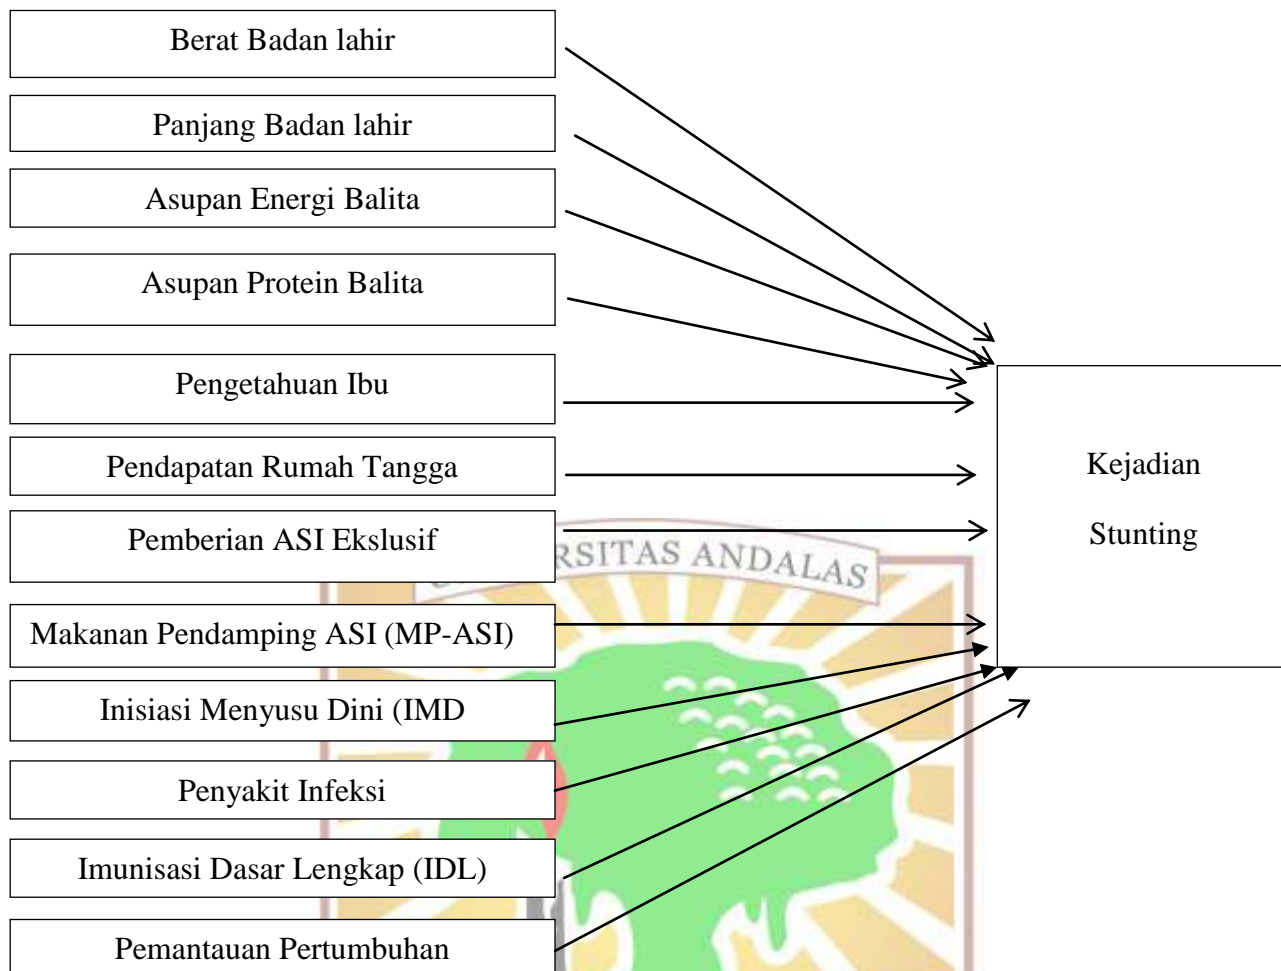 Berat Badan lahir
Panjang Badan lahir
Asupan Energi Balita
Asupan Protein Balita
Pengetahuan Ibu
Pendapatan Rumah Tangga
Pemberian ASI Ekslusif
Makanan Pendamping ASI (MP-ASI)
Inisiasi Menyusu Dini (IMD
Penyakit Infeksi
Imunisasi Dasar Lengkap (IDL)
Pemantauan Pertumbuhan
Kejadian
Stunting
ANDALAS